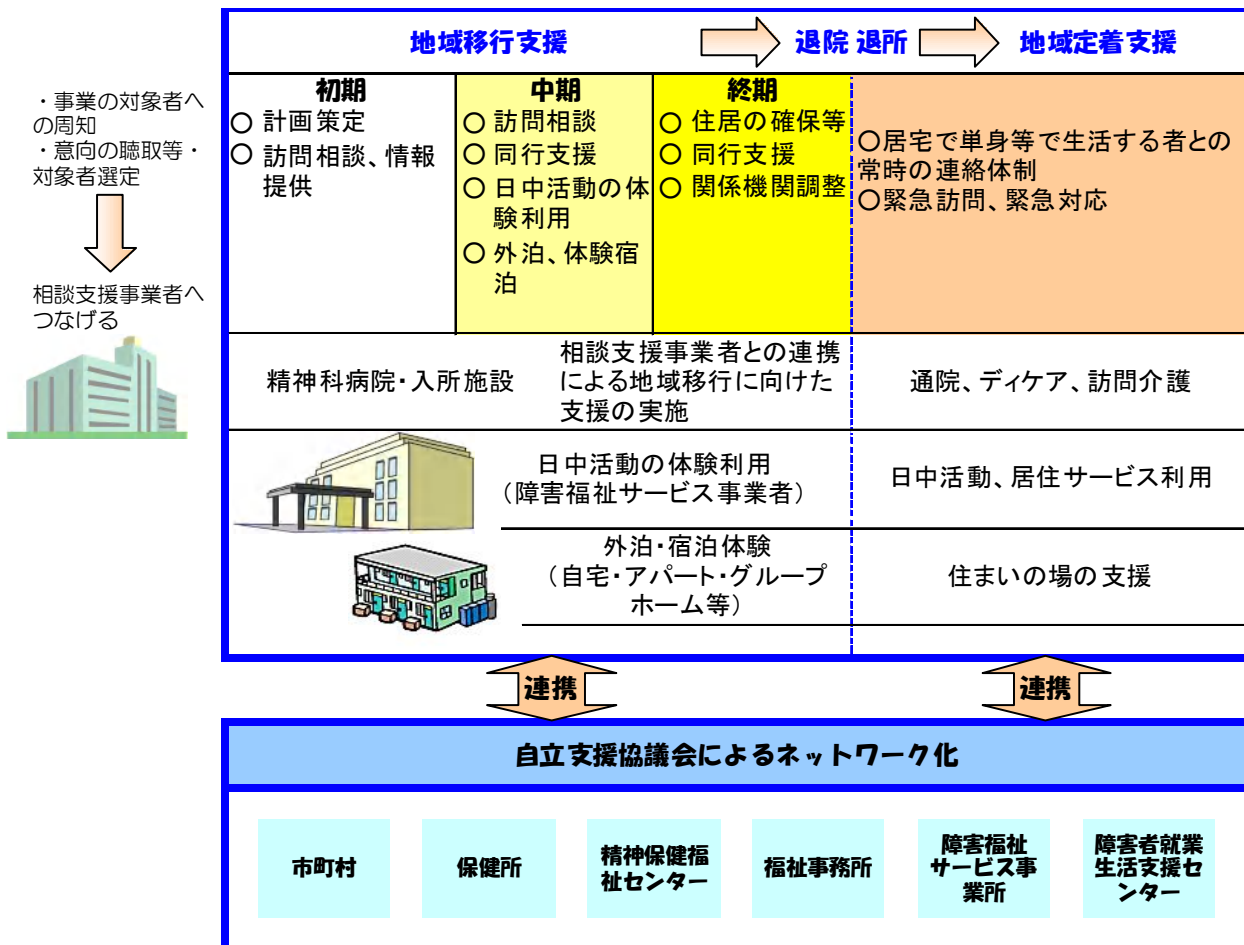 地域移行支援
退院 退所
地域定着支援
・事業の対象者へ
の周知
・意向の聴取等・
対象者選定
相談支援事業者へ
つなげる
初期
○ 計画策定
○ 訪問相談、情報
提供
中期
○ 訪問相談
○ 同行支援
○ 日中活動の体
験利用
○ 外泊、体験宿
泊
終期
○ 住居の確保等
○ 同行支援
○ 関係機関調整
○居宅で単身等で生活する者との
常時の連絡体制
○緊急訪問、緊急対応
精神科病院・入所施設
相談支援事業者との連携
による地域移行に向けた
支援の実施
通院、ディケア、訪問介護
日中活動の体験利用
（障害福祉サービス事業者）
日中活動、居住サービス利用
外泊・宿泊体験
（自宅・アパート・グループ
ホーム等）
住まいの場の支援
連携
連携
自立支援協議会によるネットワーク化
市町村
保健所
精神保健福
祉センター
福祉事務所
障害福祉
サービス事
業所
障害者就業
生活支援セ
ンター